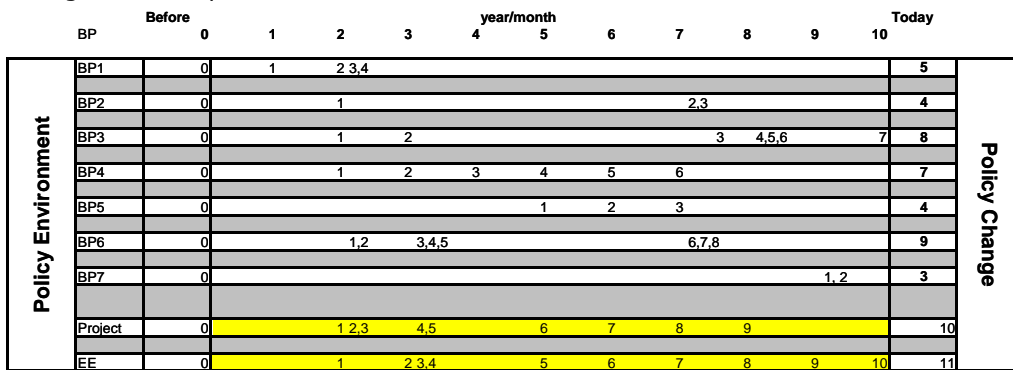 Before year/month Today
BP 0 1 2 3 4 5 6 7 8 9 10
BP1 0 1 2 3,4 5
BP2 0 1 2,3 4
BP3 0 1 2 3 4,5,6 7 8
BP4 0 1 2 3 4 5 6 7
BP5 0 1 2 3 4
BP6 0 1,2 3,4,5 6,7,8 9
BP7 0 1, 2 3
Project 0 1 2,3 4,5 6 7 8 9 10
EE 0 1 2 3,4 5 6 7 8 9 10 11
Policy Environment
Policy Change